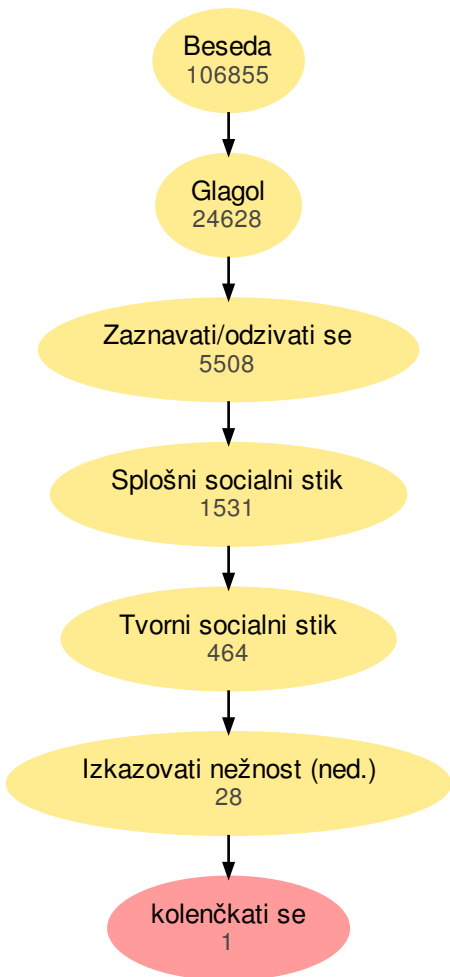 Beseda
106855
Glagol
24628
Zaznavati/odzivati se
5508
Splošni socialni stik
1531
Tvorni socialni stik
464
Izkazovati nežnost (ned.)
28
kolenčkati se
1